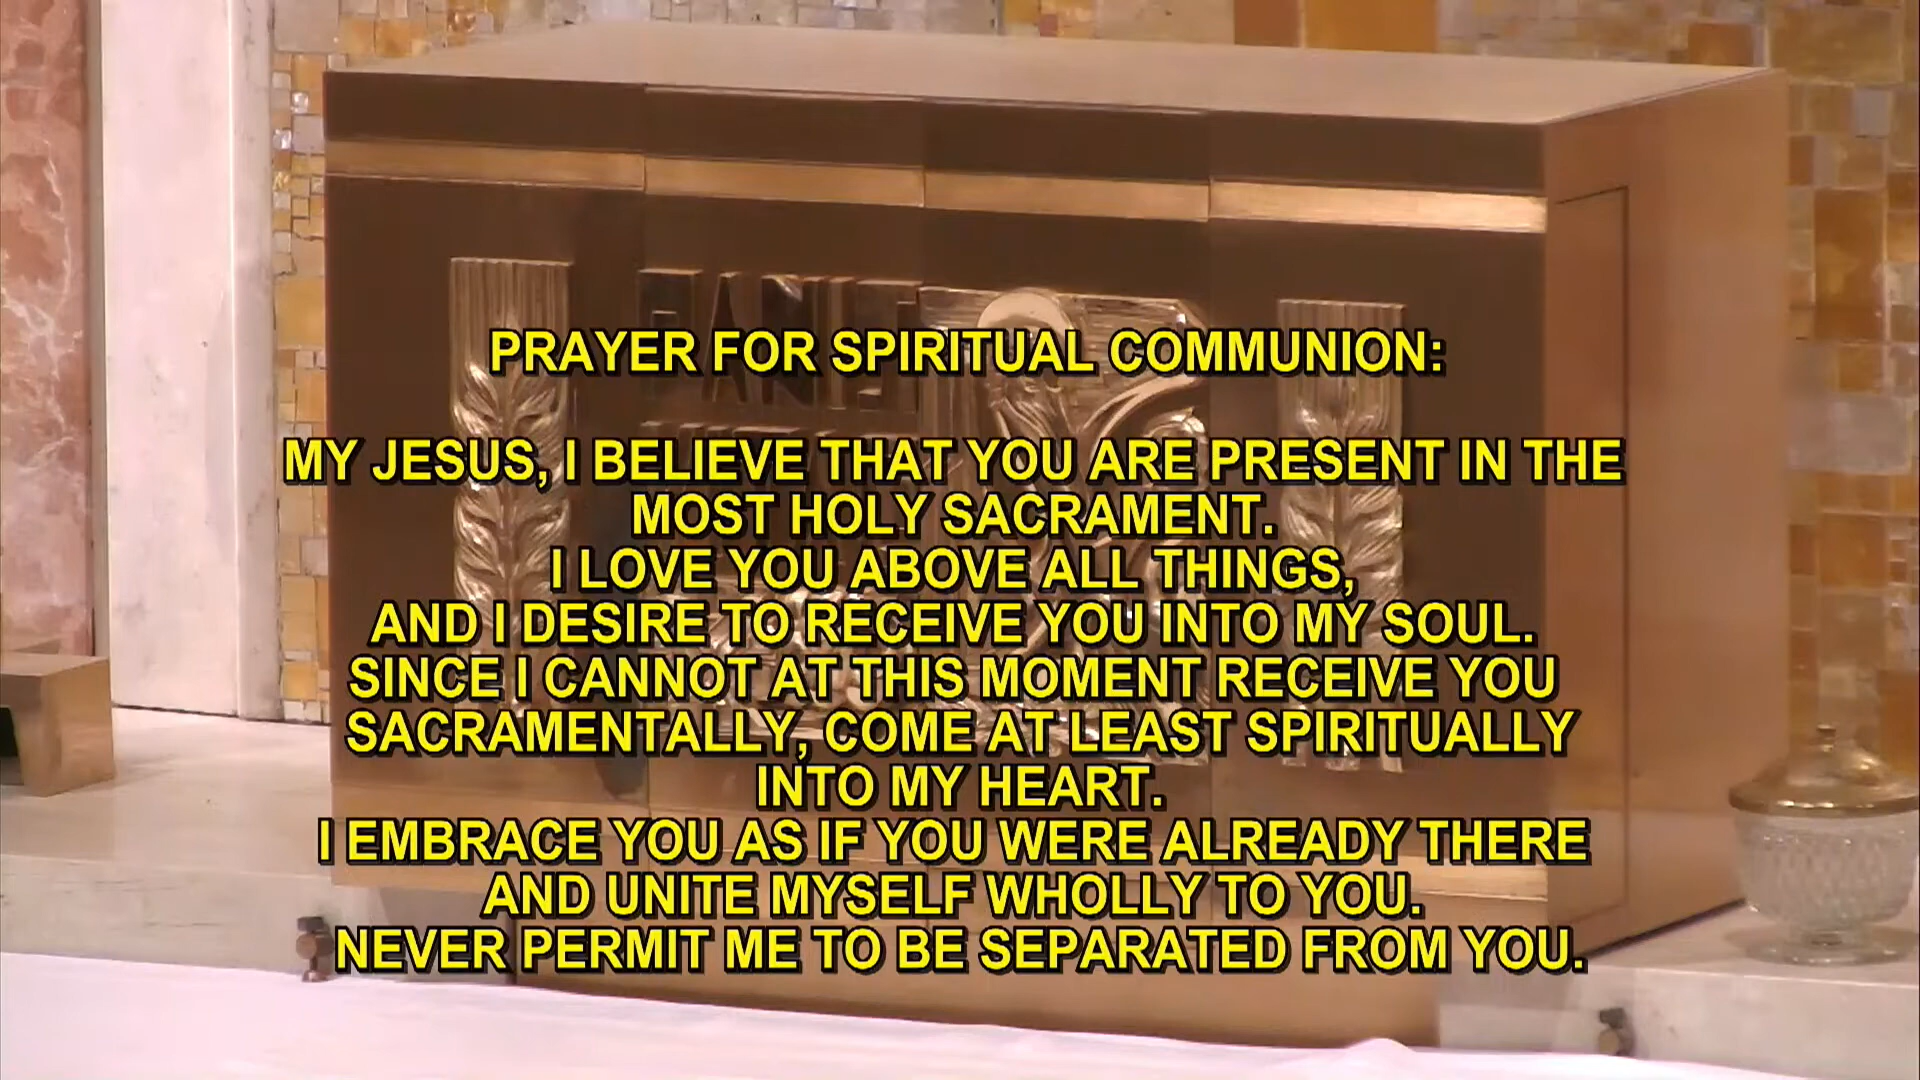 PANIS
PRAYER FOR SPIRITUAL COMMUNION:
MY JESUS, I BELIEVE THAT YOU ARE PRESENT IN THE
MOST HOLY SACRAMENT.
I LOVE YOU ABOVE ALL THINGS,
AND I DESIRE TO RECEIVE YOU INTO MY SOUL.
SINCE I CANNOT AT THIS MOMENT RECEIVE YOU
SACRAMENTALLY, COME AT LEAST SPIRITUALLY
INTO MY HEART.
I EMBRACE YOU AS IF YOU WERE ALREADY THERE
AND UNITE MYSELF WHOLLY TO YOU.
NEVER PERMIT ME TO BE SEPARATED FROM YOU.